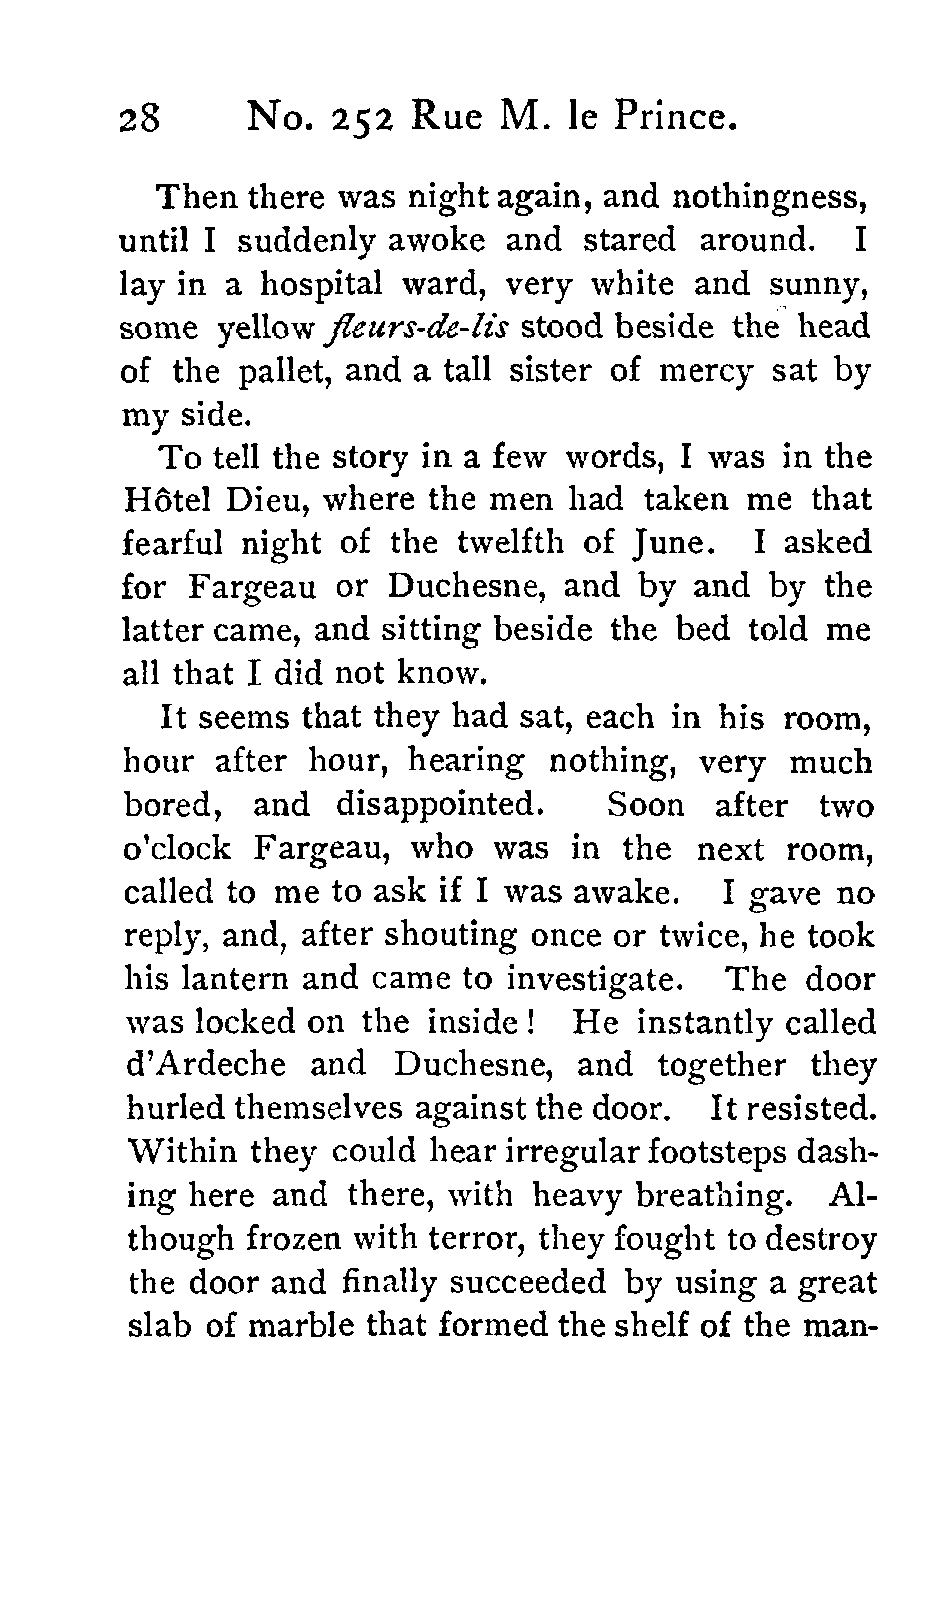 28 No. 252 Rue M. le Prince.
Then there was night again, and nothingness,
until I suddenly awoke and stared around. I
lay in a hospital ward, very white and sunny,
some yellow fleurs-de-lis stood beside the head
of the pallet, and a tall sister of mercy sat by
my side.
To tell the story in a few words, I was in the
Hôtel Dieu, where the men had taken me that
fearful night of the twelfth of June. I asked
for Fargeau or Duchesne, and by and by the
latter came, and sitting beside the bed told me
all that I did not know.
It seems that they had sat, each in his room,
hour after hour, hearing nothing, very much
bored, and disappointed. Soon after two
o'clock Fargeau, who was in the next room,
called to me to ask if I was awake. I gave no
reply, and, after shouting once or twice, he took
his lantern and came to investigate. The door
was locked on the inside! He instantly called
d'Ardeche and Duchesne, and together they
hurled themselves against the door. It resisted.
Within they could hear irregular footsteps dash-
ing here and there, with heavy breathing. Al-
though frozen with terror, they fought to destroy
the door and finally succeeded by using a great
slab of marble that formed the shelf of the man-